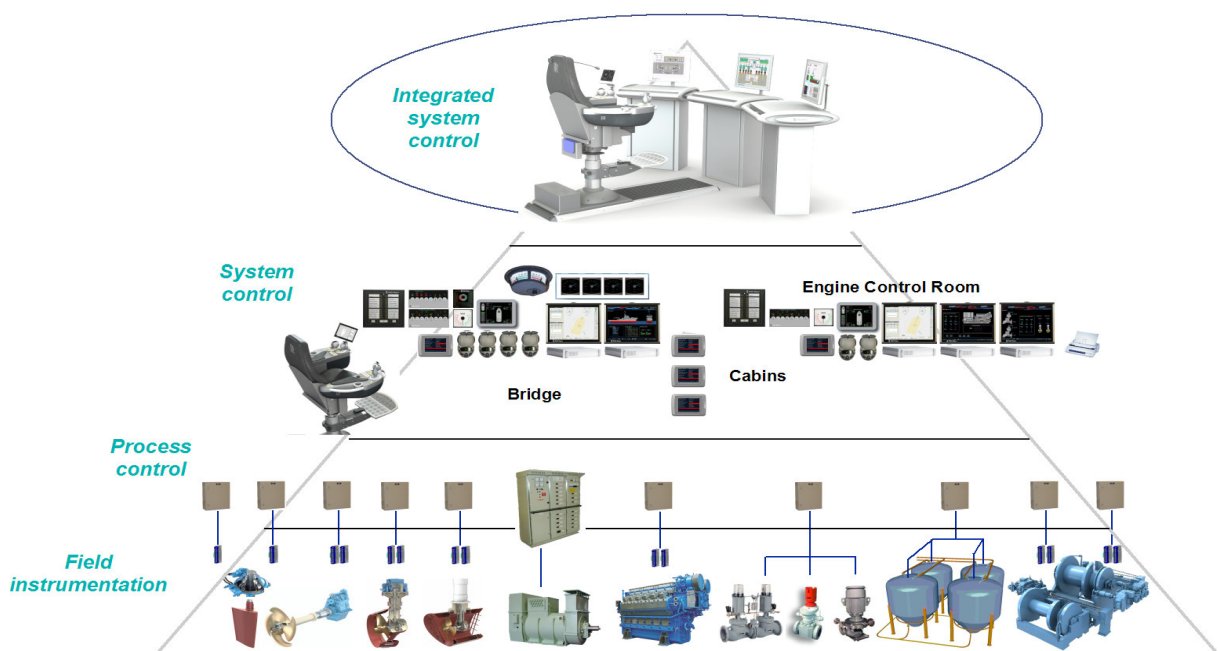 Integrated
system
control
System
control
Engine Control Room
Cabins
Bridge
Process
control
Field
instrumentation